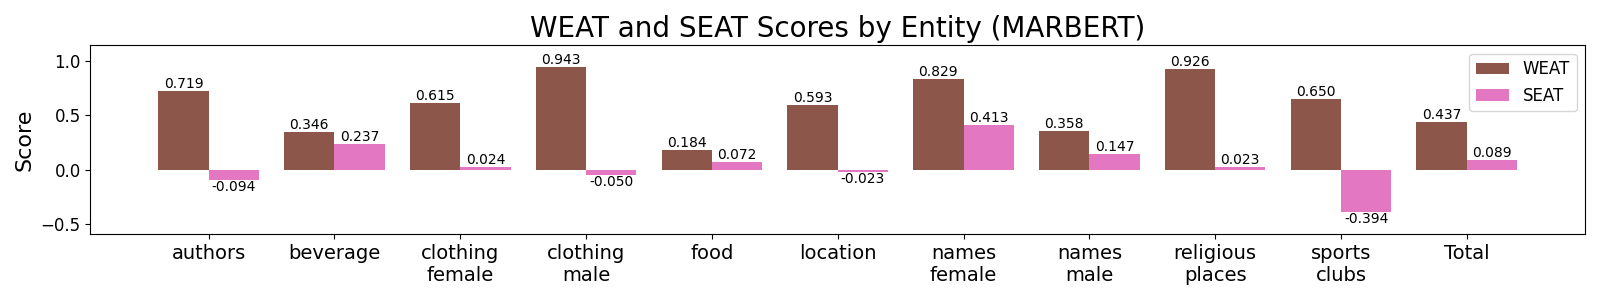 WEAT and SEAT Scores by Entity (MARBERT)
Score
1.0
0.5
0.0
−0.5
0.719
-0.094
0.346
0.237
0.615
0.024
0.943
-0.050
0.184
0.072
0.593
-0.023
0.829
0.413
0.358
0.147
0.926
0.023
0.650
-0.394
0.437
0.089
WEAT
SEAT
authors
beverage
clothing
female
clothing
male
food
location
names
female
names
male
religious
places
sports
clubs
Total